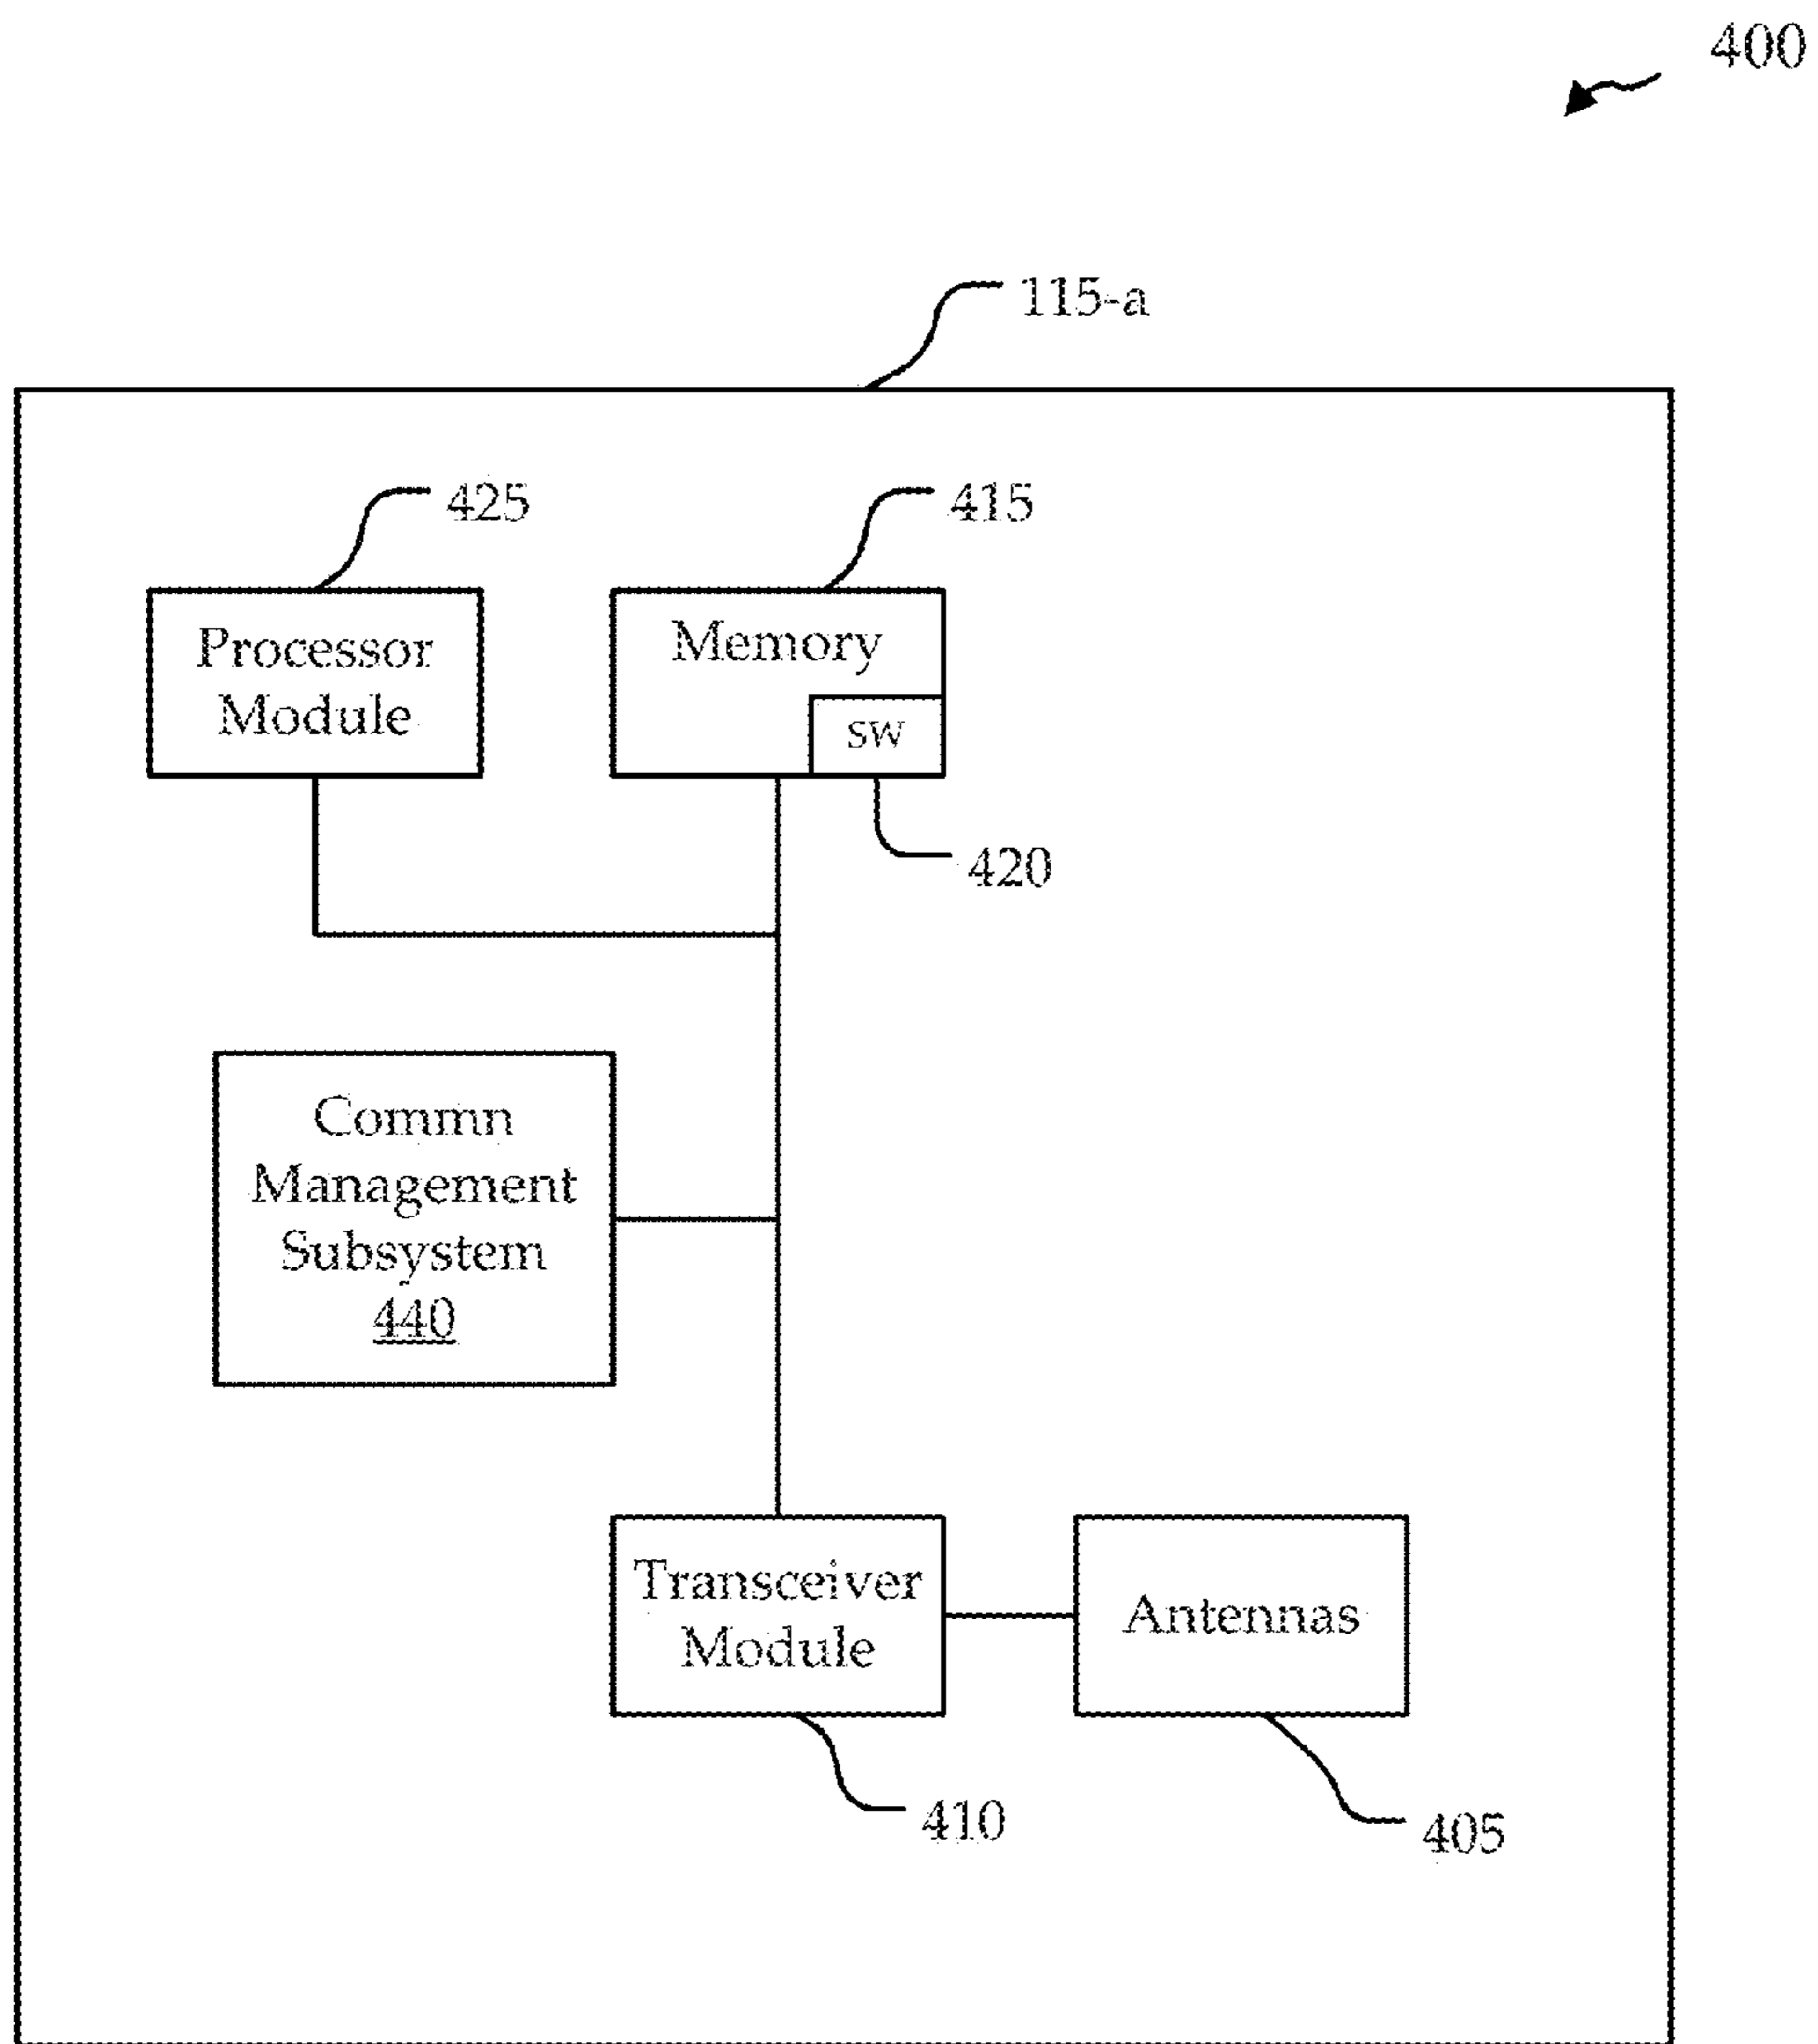 400
115-a
425
415
Processor
Module
Memory
SW
420
Commn
Management
Subsystem
440
Transceiver
Module
Antennas
410
405